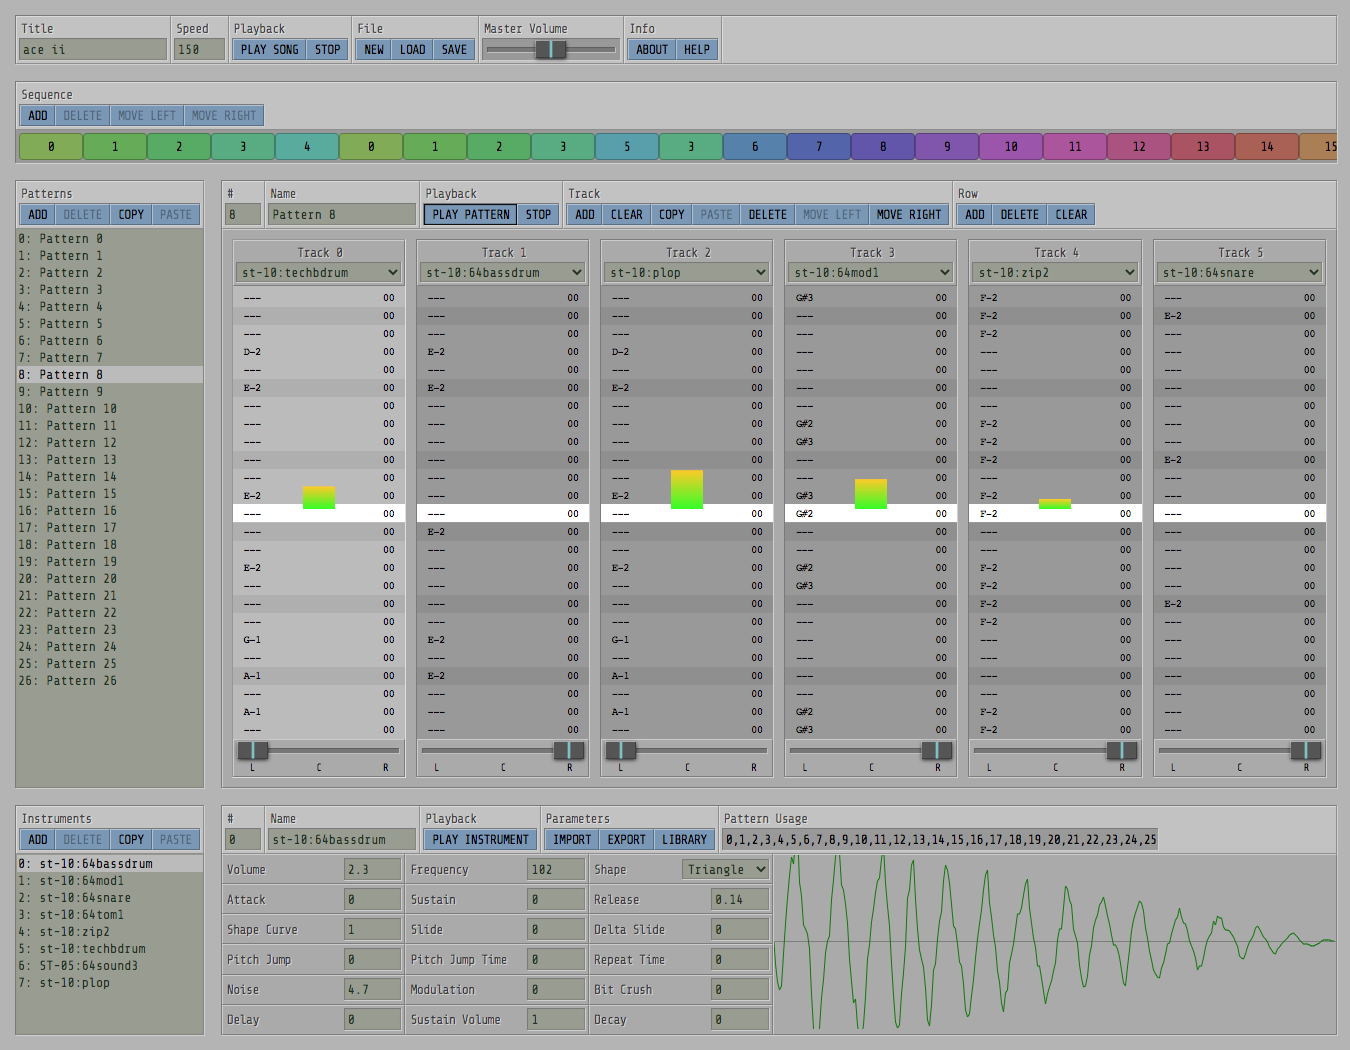 Title Speed Playback File Master Volume Info
ace ii 150 PLAY SONG STOP NEW LOAD SAVE ABOUT HELP
Sequence
ADD DELETE MOVE LEFT MOVE RIGHT
0 1 2 3 4 0 1 2 3 5 3 6 7 8 9 10 11 12 13 14 15
Patterns
ADD DELETE COPY PASTE
0: Pattern 0
1: Pattern 1
2: Pattern 2
3: Pattern 3
4: Pattern 4
5: Pattern 5
6: Pattern 6
7: Pattern 7
8: Pattern 8
9: Pattern 9
10: Pattern 10
11: Pattern 11
12: Pattern 12
13: Pattern 13
14: Pattern 14
15: Pattern 15
16: Pattern 16
17: Pattern 17
18: Pattern 18
19: Pattern 19
20: Pattern 20
21: Pattern 21
22: Pattern 22
23: Pattern 23
24: Pattern 24
25: Pattern 25
26: Pattern 26
# Name Playback Track Row
8 Pattern 8 PLAY PATTERN STOP ADD CLEAR COPY PASTE DELETE MOVE LEFT MOVE RIGHT ADD DELETE CLEAR
Track 0 Track 1 Track 2 Track 3 Track 4 Track 5
st-10:techbdrum st-10:64bassdrum st-10:plop st-10:64mod1 st-10:zip2 st-10:64snare
--- 00 --- 00 --- 00 G#3 00 F-2 00 --- 00
--- 00 --- 00 --- 00 --- 00 F-2 00 E-2 00
--- 00 --- 00 --- 00 --- 00 F-2 00 --- 00
D-2 00 E-2 00 D-2 00 --- 00 --- 00 --- 00
--- 00 --- 00 --- 00 --- 00 F-2 00 --- 00
E-2 00 E-2 00 E-2 00 --- 00 F-2 00 --- 00
--- 00 --- 00 --- 00 --- 00 F-2 00 --- 00
--- 00 --- 00 --- 00 G#2 00 F-2 00 --- 00
--- 00 --- 00 --- 00 G#3 00 F-2 00 --- 00
--- 00 --- 00 --- 00 --- 00 F-2 00 E-2 00
--- 00 --- 00 --- 00 --- 00 F-2 00 --- 00
E-2 00 --- 00 E-2 00 G#3 00 F-2 00 --- 00
--- 00 --- 00 --- 00 G#2 00 F-2 00 --- 00
--- 00 E-2 00 --- 00 --- 00 --- 00 --- 00
--- 00 --- 00 --- 00 --- 00 F-2 00 --- 00
E-2 00 --- 00 E-2 00 G#2 00 F-2 00 --- 00
--- 00 --- 00 --- 00 G#3 00 F-2 00 --- 00
--- 00 --- 00 --- 00 --- 00 F-2 00 E-2 00
--- 00 --- 00 --- 00 --- 00 F-2 00 --- 00
G-1 00 E-2 00 G-1 00 --- 00 --- 00 --- 00
--- 00 --- 00 --- 00 --- 00 --- 00 --- 00
A-1 00 E-2 00 A-1 00 --- 00 --- 00 --- 00
--- 00 --- 00 --- 00 --- 00 --- 00 --- 00
A-1 00 --- 00 A-1 00 G#2 00 F-2 00 --- 00
--- 00 --- 00 --- 00 G#3 00 F-2 00 --- 00
L C R L C R L C R L C R L C R L C R
Instruments
ADD DELETE COPY PASTE
0: st-10:64bassdrum
1: st-10:64mod1
2: st-10:64snare
3: st-10:64tom1
4: st-10:zip2
5: st-10:techbdrum
6: ST-05:64sound3
7: st-10:plop
# Name Playback Parameters Pattern Usage
0 st-10:64bassdrum PLAY INSTRUMENT IMPORT EXPORT LIBRARY 0,1,2,3,4,5,6,7,8,9,10,11,12,13,14,15,16,17,18,19,20,21,22,23,24,25
Volume 2.3 Frequency 102 Shape Triangle
Attack 0 Sustain 0 Release 0.14
Shape Curve 1 Slide 0 Delta Slide 0
Pitch Jump 0 Pitch Jump Time 0 Repeat Time 0
Noise 4.7 Modulation 0 Bit Crush 0
Delay 0 Sustain Volume 1 Decay 0